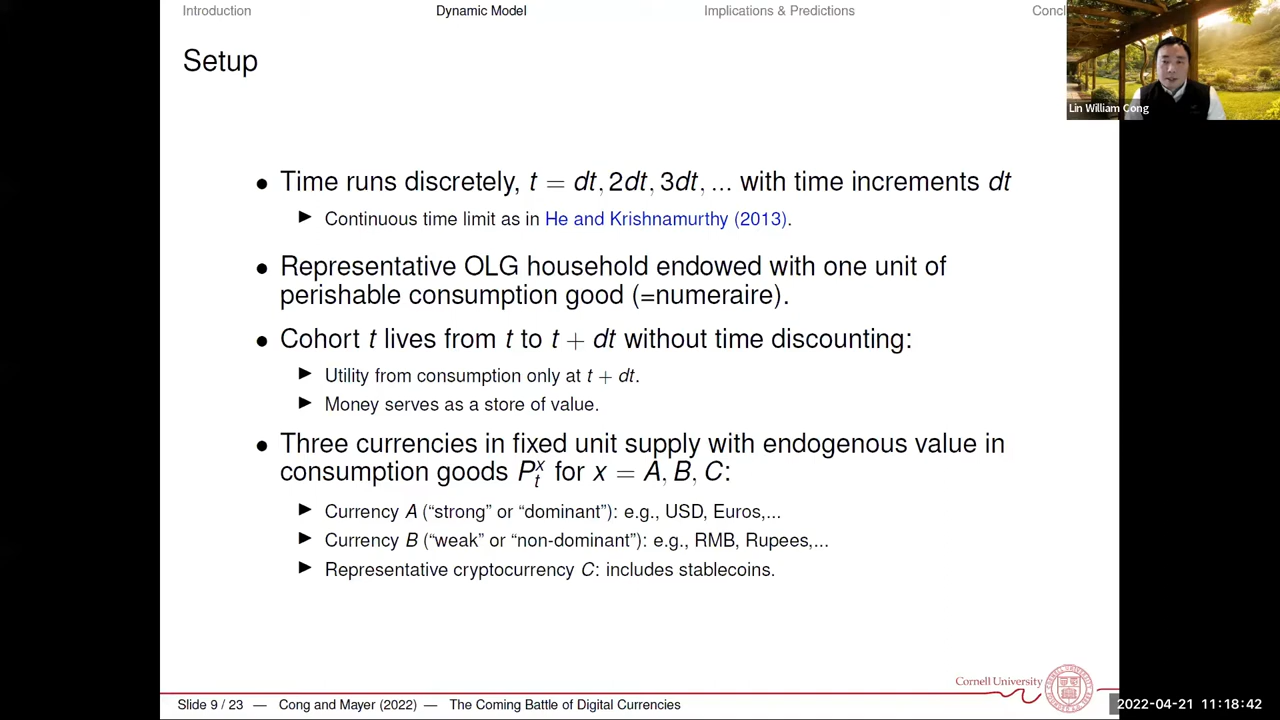 Introduction Dynamic Model Implications & Predictions Concl
Setup
Lin William Cong
• Time runs discretely, t = dt, 2dt, 3dt, ... with time increments dt
► Continuous time limit as in He and Krishnamurthy (2013).
• Representative OLG household endowed with one unit of
perishable consumption good (=numeraire).
• Cohort t lives from t to t + dt without time discounting:
► Utility from consumption only at t + dt.
► Money serves as a store of value.
• Three currencies in fixed unit supply with endogenous value in
consumption goods P_t^x for x = A, B, C:
► Currency A (“strong” or “dominant”): e.g., USD, Euros,...
► Currency B (“weak” or “non-dominant”): e.g., RMB, Rupees,...
► Representative cryptocurrency C: includes stablecoins.
Cornell University
Slide 9 / 23 — Cong and Mayer (2022) — The Coming Battle of Digital Currencies
2022-04-21 11:18:42